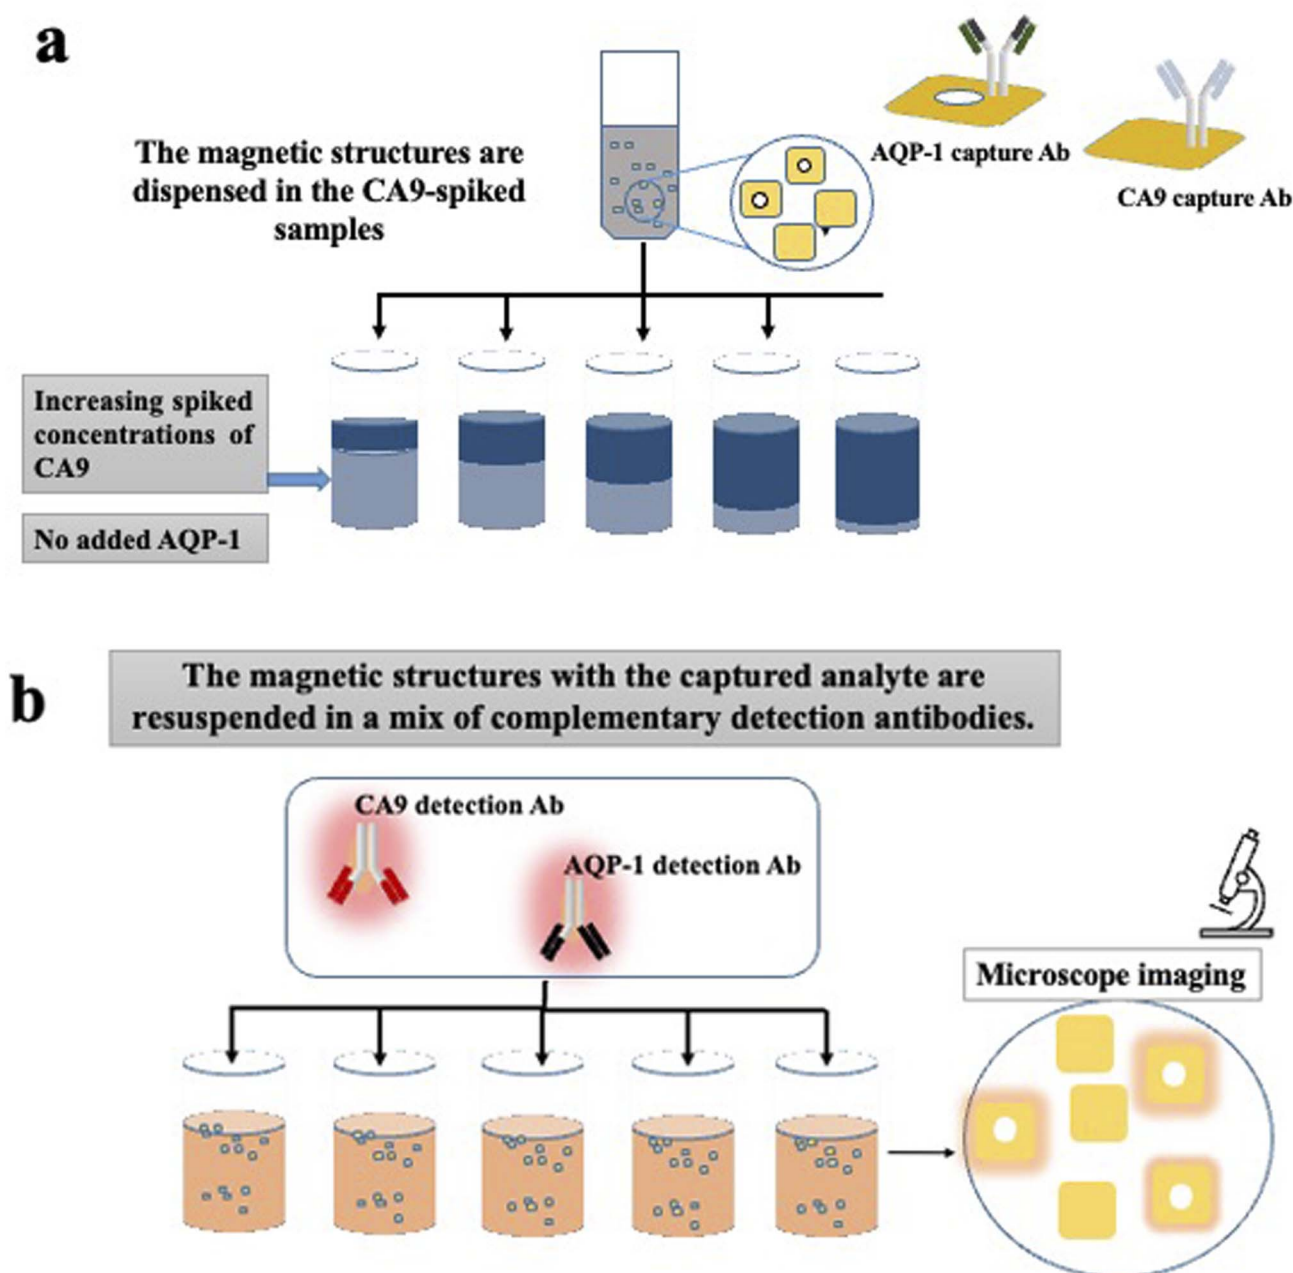 a
The magnetic structures are
dispensed in the CA9-spiked
samples
AQP-1 capture Ab
CA9 capture Ab
Increasing spiked
concentrations of
CA9
No added AQP-1
b
The magnetic structures with the captured analyte are
resuspended in a mix of complementary detection antibodies.
CA9 detection Ab
AQP-1 detection Ab
Microscope imaging